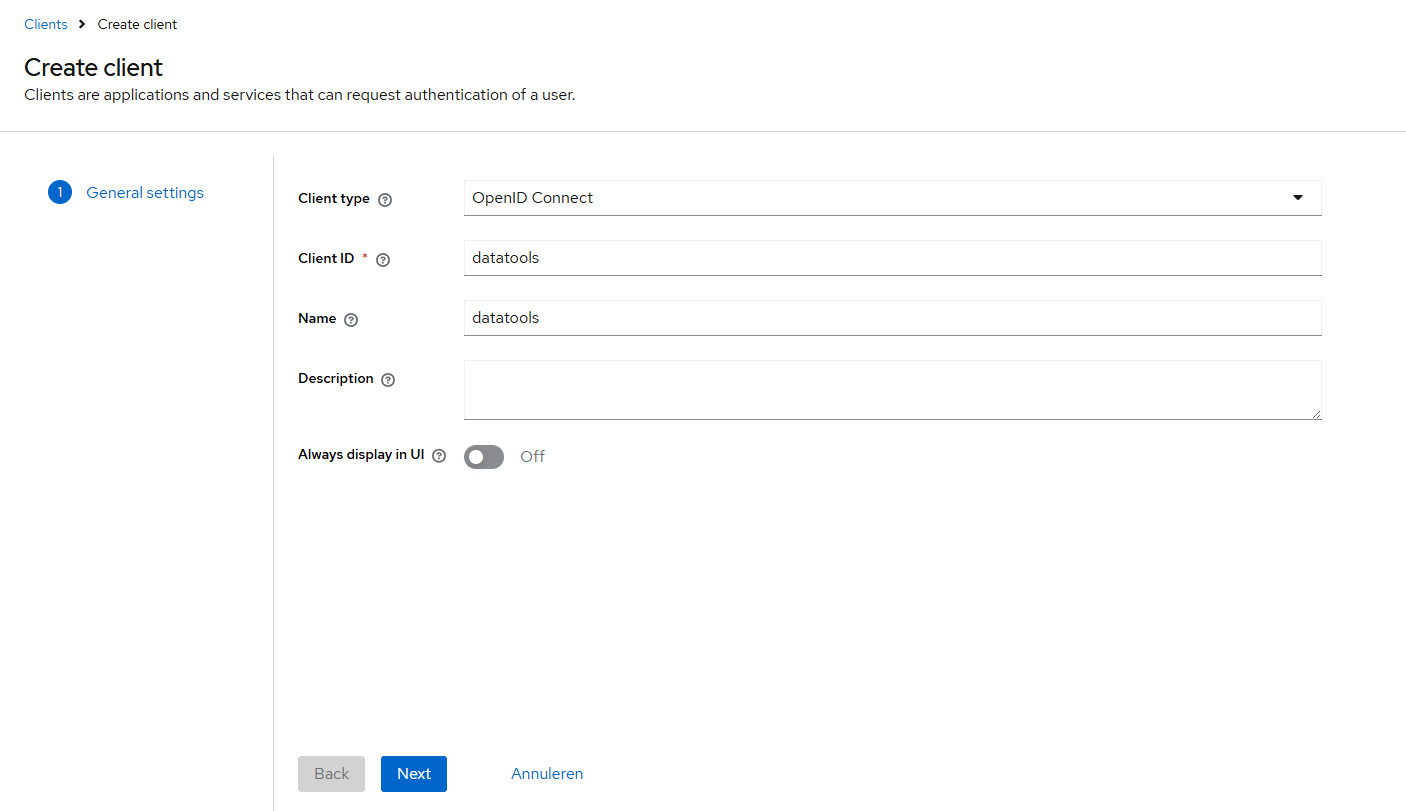 Clients > Create client
Create client
Clients are applications and services that can request authentication of a user.
1 General settings
Client type ?
OpenID Connect
Client ID * ?
datatools
Name ?
datatools
Description ?
Always display in UI ?
Off
Back
Next
Annuleren